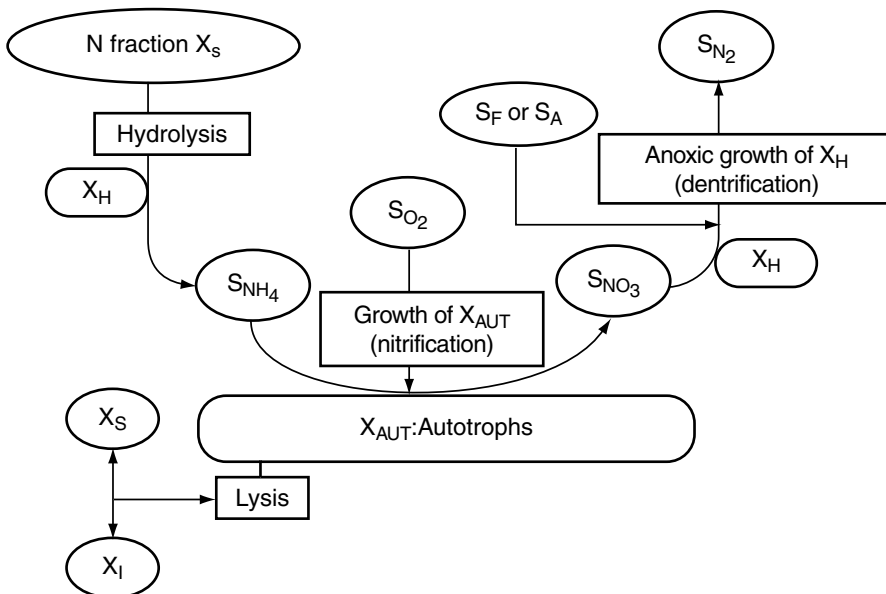 N fraction X_s
S_N₂
S_F or S_A
Hydrolysis
Anoxic growth of X_H
(dentrification)
X_H
S_O₂
X_H
S_NH₄
S_NO₃
Growth of X_AUT
(nitrification)
X_S
X_AUT:Autotrophs
Lysis
X_I